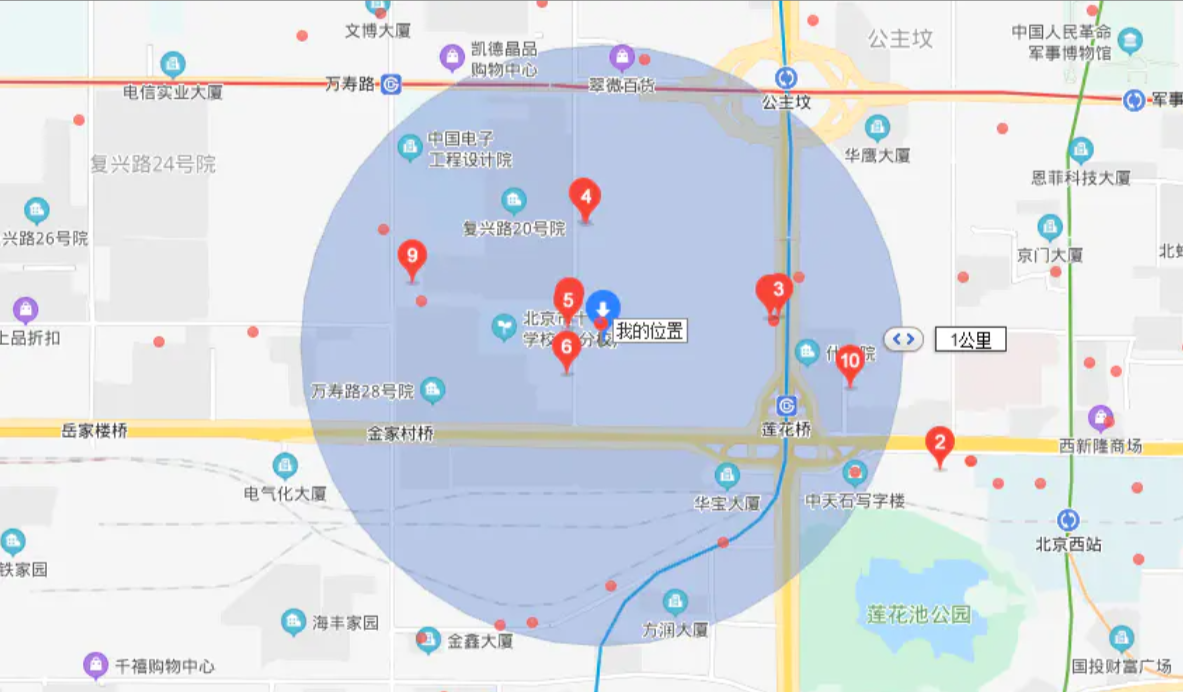 文博大厦
凯德晶品
购物中心
公主坟
中国人民革命
军事博物馆
电信实业大厦
万寿路
翠微百货
公主坟
军事
复兴路24号院
中国电子
工程设计院
华鹰大厦
恩菲科技大厦
兴路26号院
复兴路20号院
4
京门大厦
9
5
3
上品折扣
北京市十
学校
分校
我的位置
6
1公里
10
万寿路28号院
岳家楼桥
金家村桥
莲花桥
2
西新隆商场
电气化大厦
华宝大厦
中天石写字楼
北京西站
铁家园
海丰家园
金鑫大厦
方润大厦
莲花池公园
千禧购物中心
国投财富广场